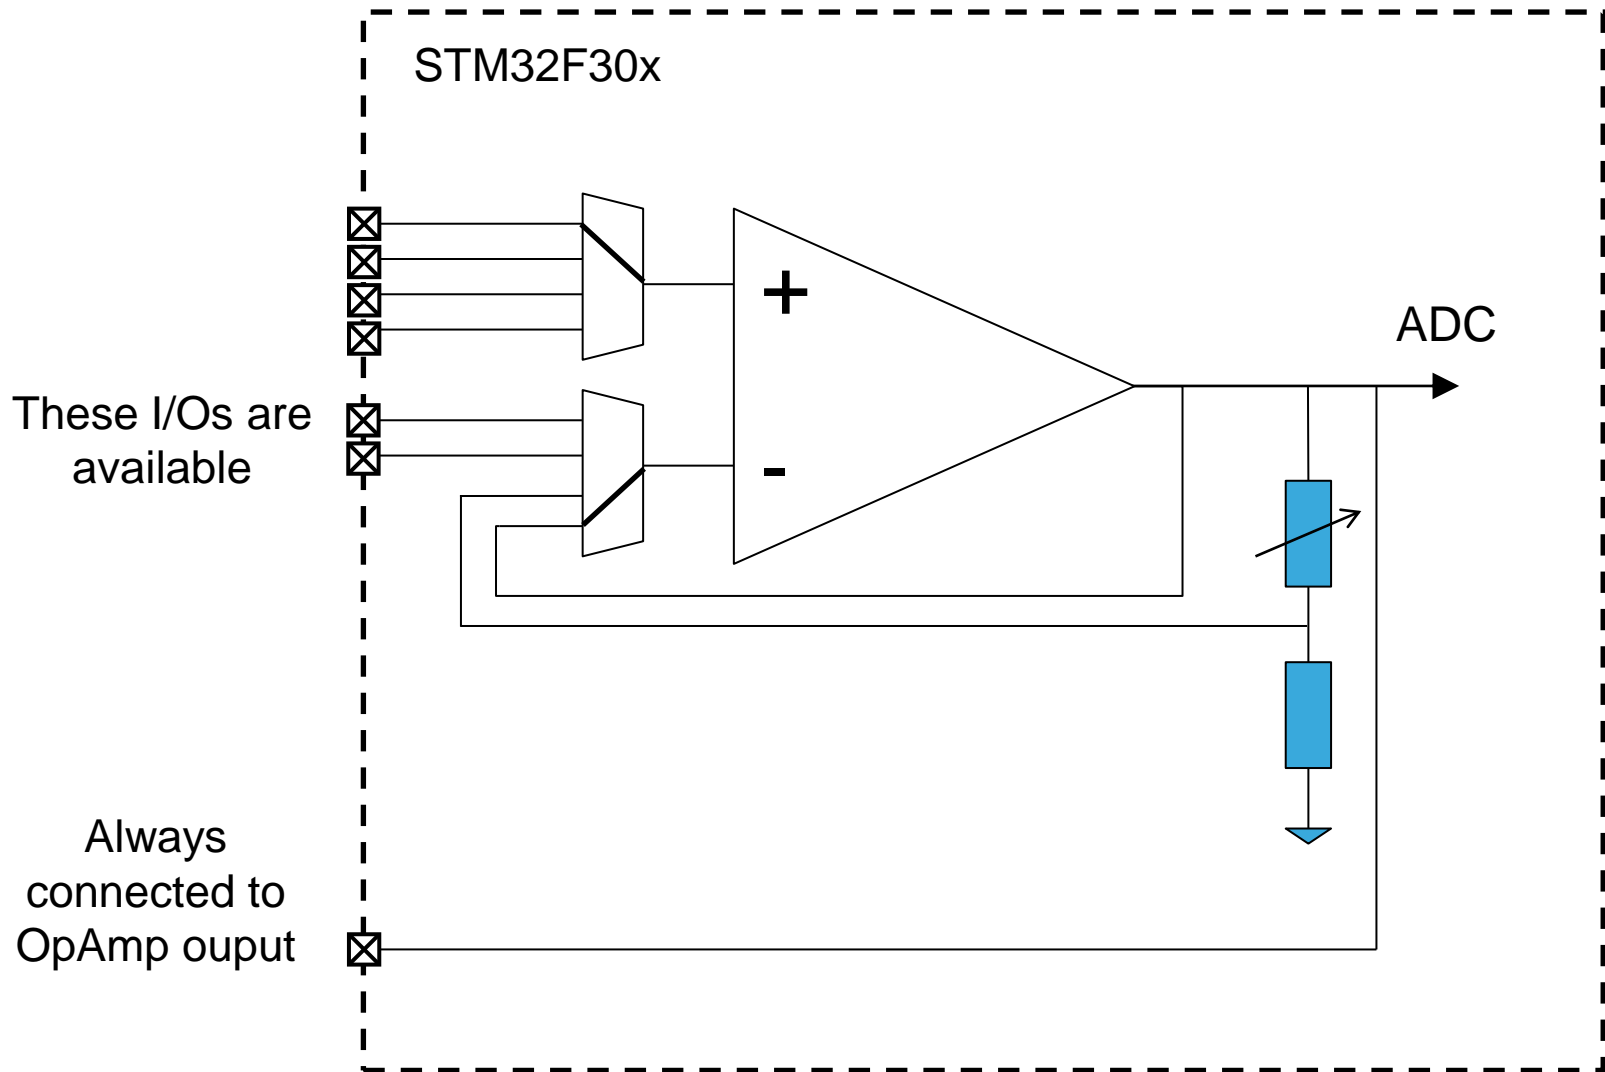 STM32F30x
+
-
ADC
These I/Os are
available
Always
connected to
OpAmp ouput